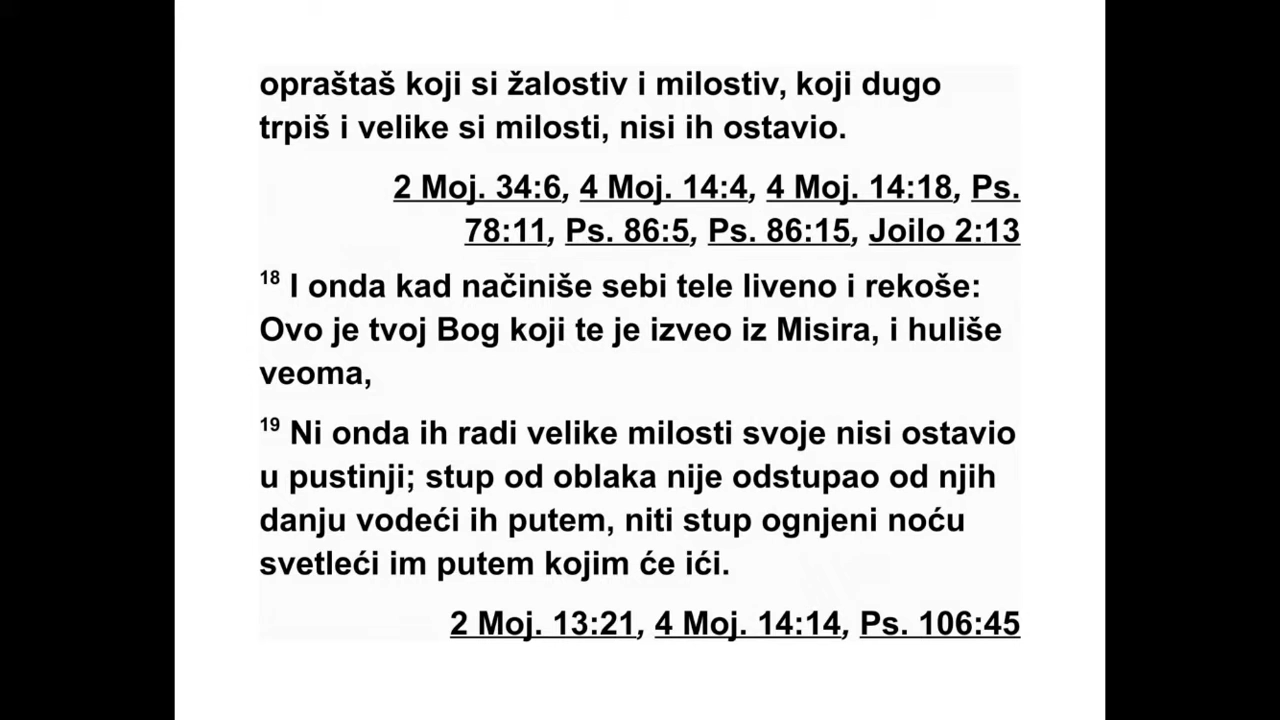 opraštaš koji si žalostiv i milostiv, koji dugo
trpiš i velike si milosti, nisi ih ostavio.
2 Moj. 34:6, 4 Moj. 14:4, 4 Moj. 14:18, Ps.
78:11, Ps. 86:5, Ps. 86:15, Joilo 2:13
18 I onda kad načiniše sebi tele liveno i rekoše:
Ovo je tvoj Bog koji te je izveo iz Misira, i huliše
veoma,
19 Ni onda ih radi velike milosti svoje nisi ostavio
u pustinji; stup od oblaka nije odstupao od njih
danju vodeći ih putem, niti stup ognjeni noću
svetleći im putem kojim će ići.
2 Moj. 13:21, 4 Moj. 14:14, Ps. 106:45